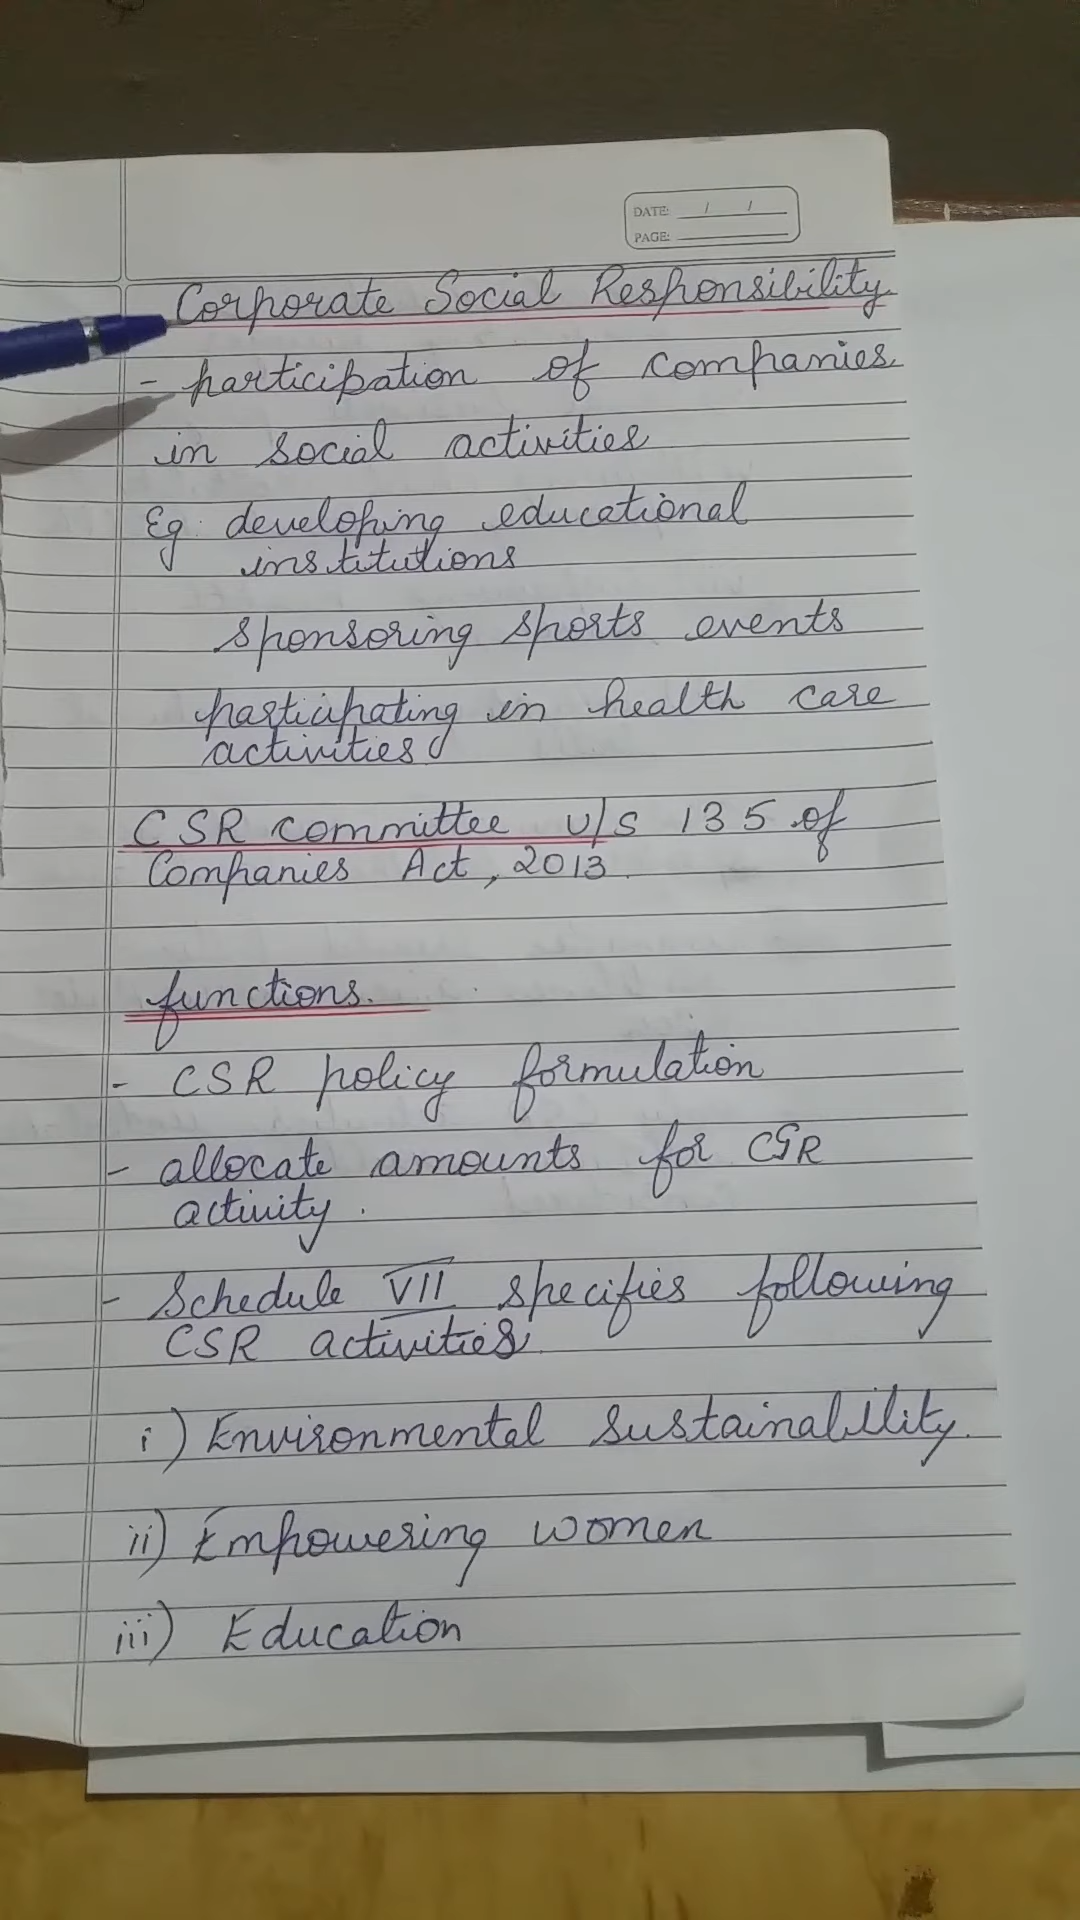 DATE: / /
PAGE:
Corporate Social Responsibility
- participation of companies
in social activities
Eg: developing educational
institutions
sponsoring sports events
participating in health care
activities
CSR committee u/s 135 of
Companies Act, 2013.
functions.
- CSR policy formulation
- allocate amounts for CSR
activity.
- Schedule VII specifies following
CSR activities.
i) Environmental sustainability.
ii) Empowering women
iii) Education